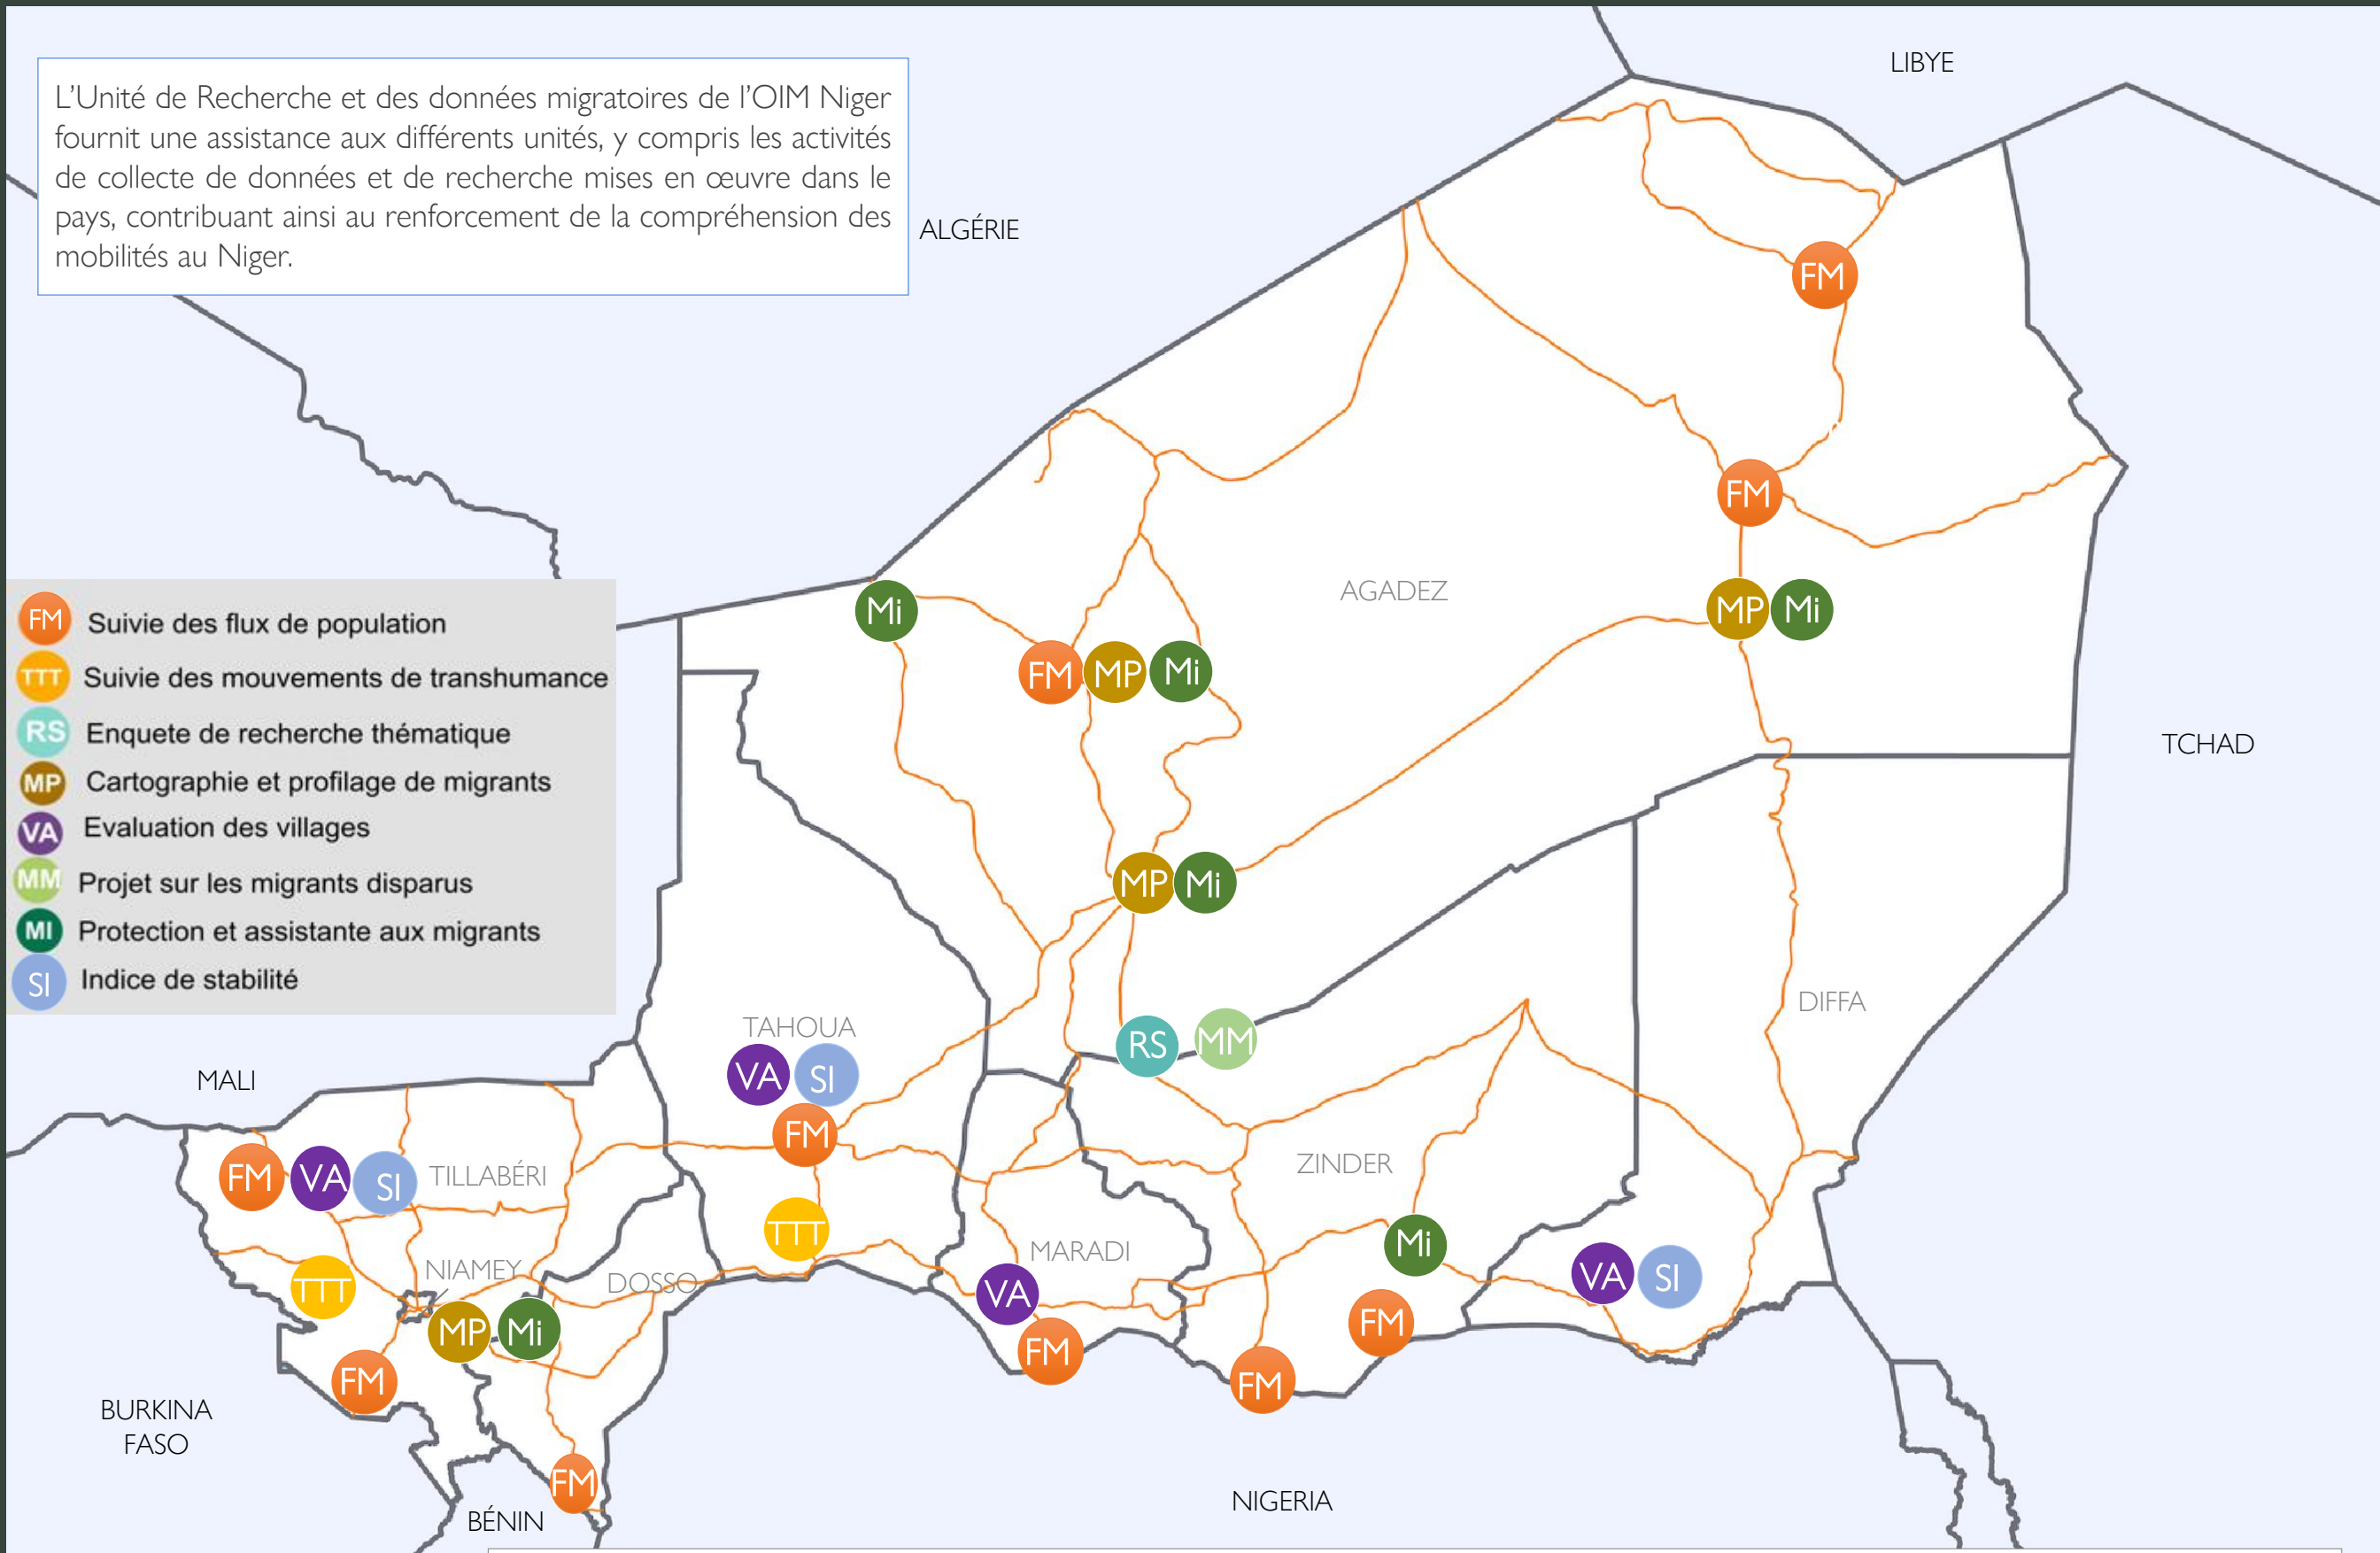 L'Unité de Recherche et des données migratoires de l'OIM Niger
fournit une assistance aux différents unités, y compris les activités
de collecte de données et de recherche mises en œuvre dans le
pays, contribuant ainsi au renforcement de la compréhension des
mobilités au Niger.
LIBYE
ALGÉRIE
FM
FM
AGADEZ
Mi
MP Mi
FM MP Mi
FM Suivie des flux de population
TTT Suivie des mouvements de transhumance
RS Enquete de recherche thématique
MP Cartographie et profilage de migrants
VA Evaluation des villages
MM Projet sur les migrants disparus
MI Protection et assistante aux migrants
SI Indice de stabilité
TCHAD
MP Mi
DIFFA
TAHOUA
RS MM
VA SI
MALI
FM
FM VA SI TILLABÉRI
ZINDER
TTT
Mi
MARADI
NIAMEY
DOSSO
TTT
VA
VA SI
MP Mi
FM
FM
FM
FM
BURKINA
FASO
FM
NIGERIA
BÉNIN